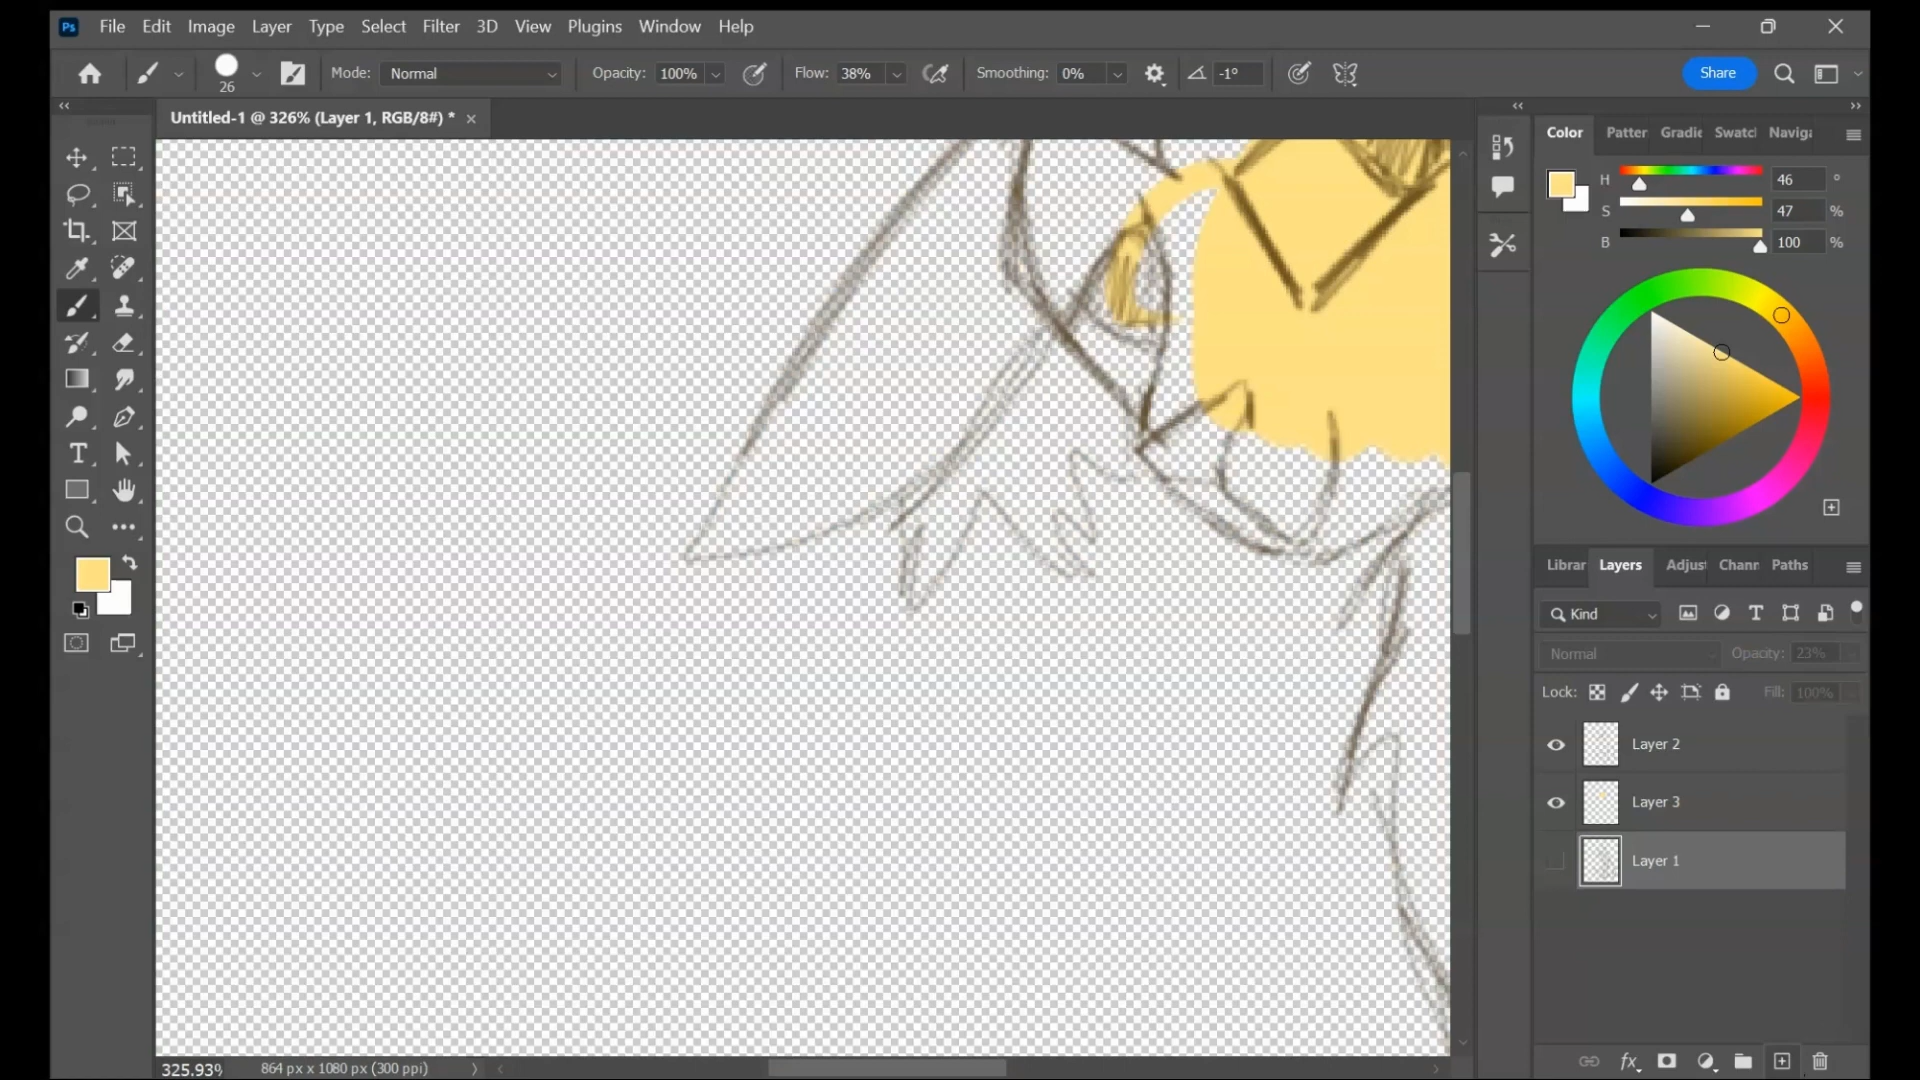 Ps File Edit Image Layer Type Select Filter 3D View Plugins Window Help
26 Mode: Normal Opacity: 100% Flow: 38% Smoothing: 0% -1° Share
Untitled-1 @ 326% (Layer 1, RGB/8#) *
Color Patter Gradie Swatc Naviga
H 46 °
S 47 %
B 100 %
Librar Layers Adjus Chann Paths
Kind
Normal Opacity: 23%
Lock: Fill: 100%
Layer 2
Layer 3
Layer 1
325.93% 864 px x 1080 px (300 ppi)